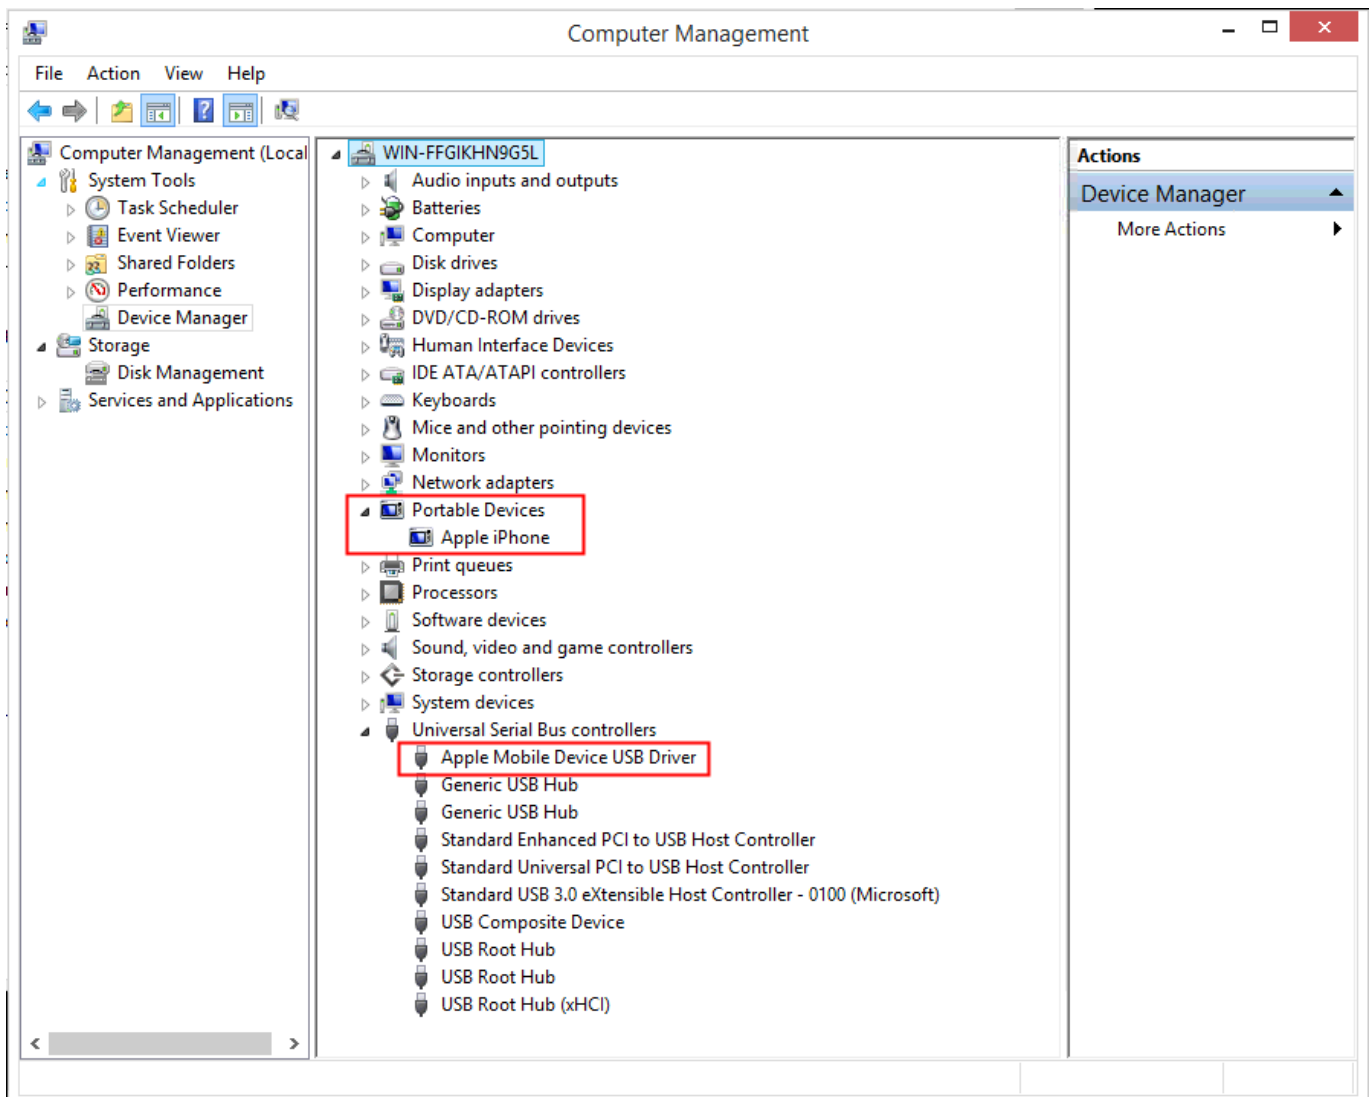 Computer Management
File Action View Help
Computer Management (Local
System Tools
Task Scheduler
Event Viewer
Shared Folders
Performance
Device Manager
Storage
Disk Management
Services and Applications
WIN-FFGIKHN9G5L
Audio inputs and outputs
Batteries
Computer
Disk drives
Display adapters
DVD/CD-ROM drives
Human Interface Devices
IDE ATA/ATAPI controllers
Keyboards
Mice and other pointing devices
Monitors
Network adapters
Portable Devices
Apple iPhone
Print queues
Processors
Software devices
Sound, video and game controllers
Storage controllers
System devices
Universal Serial Bus controllers
Apple Mobile Device USB Driver
Generic USB Hub
Generic USB Hub
Standard Enhanced PCI to USB Host Controller
Standard Universal PCI to USB Host Controller
Standard USB 3.0 eXtensible Host Controller - 0100 (Microsoft)
USB Composite Device
USB Root Hub
USB Root Hub
USB Root Hub (xHCI)
Actions
Device Manager
More Actions